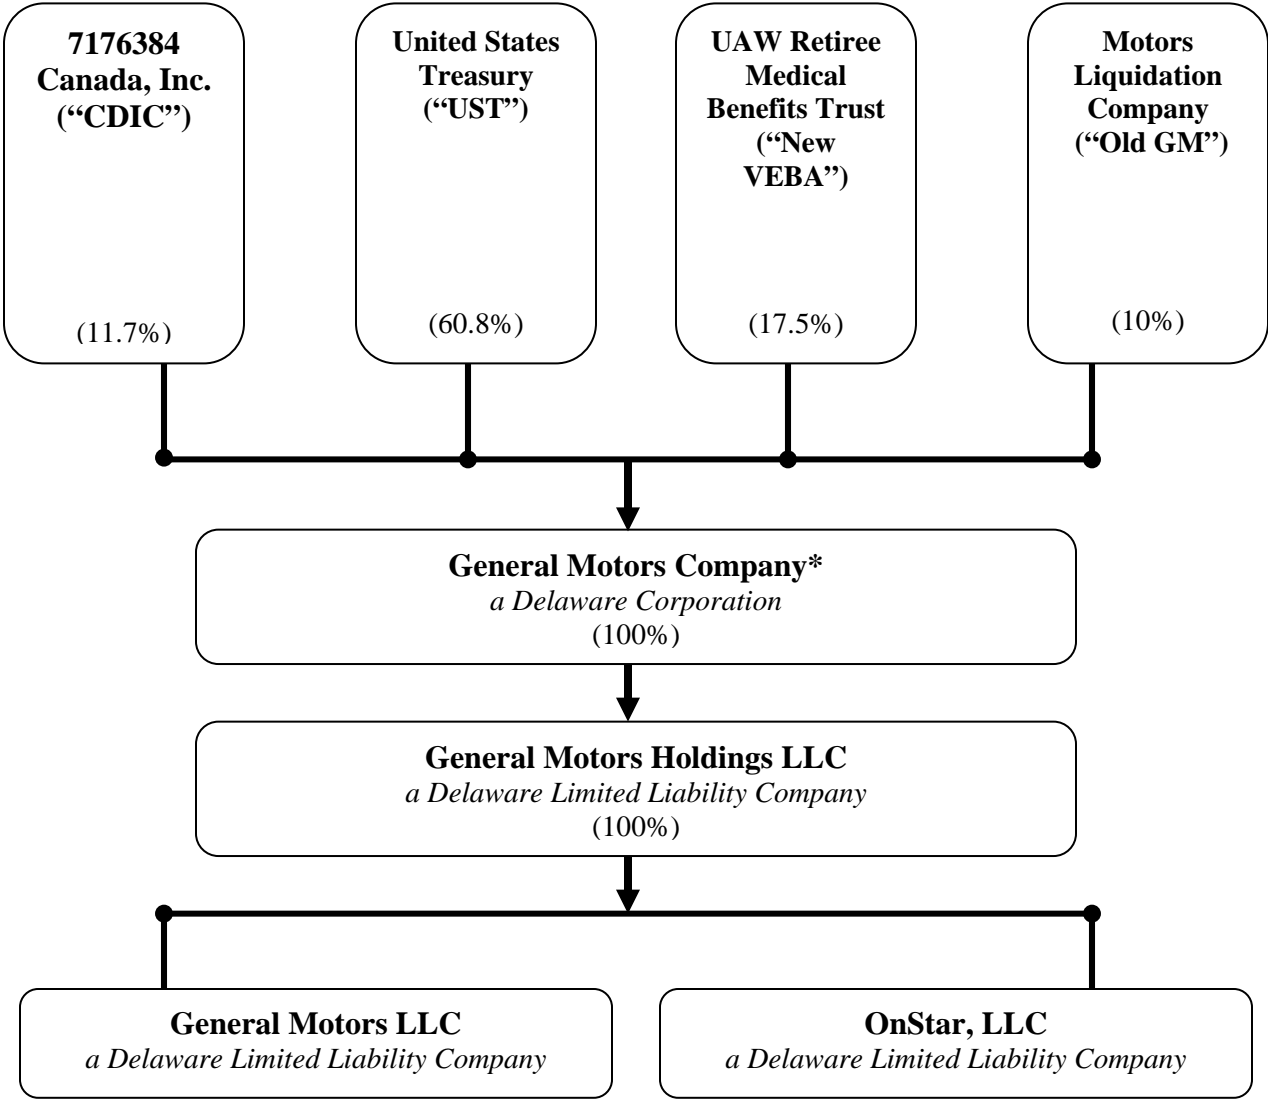 7176384
Canada, Inc.
(“CDIC”)
(11.7%)
United States
Treasury
(“UST”)
(60.8%)
UAW Retiree
Medical
Benefits Trust
(“New
VEBA”)
(17.5%)
Motors
Liquidation
Company
(“Old GM”)
(10%)
General Motors Company*
a Delaware Corporation
(100%)
General Motors Holdings LLC
a Delaware Limited Liability Company
(100%)
General Motors LLC
a Delaware Limited Liability Company
OnStar, LLC
a Delaware Limited Liability Company